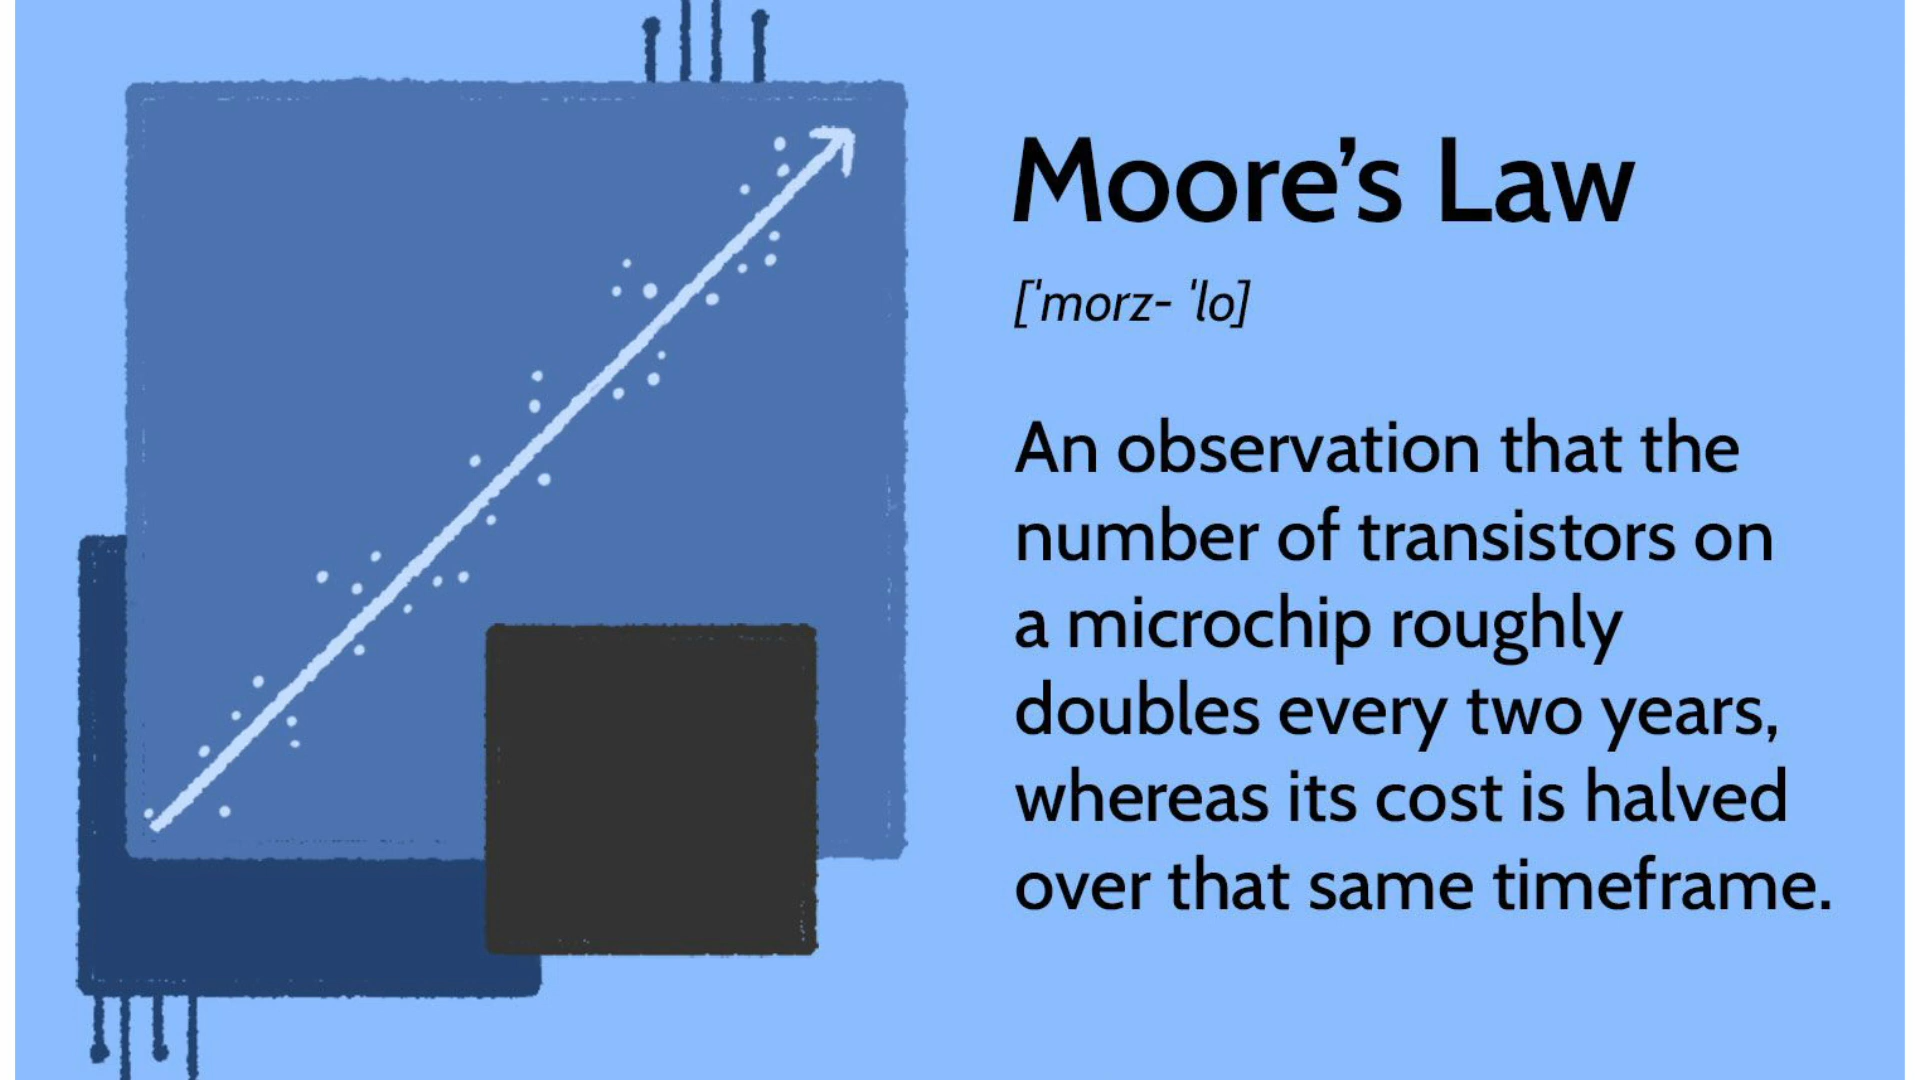 Moore’s Law
['morz- 'lo]
An observation that the
number of transistors on
a microchip roughly
doubles every two years,
whereas its cost is halved
over that same timeframe.